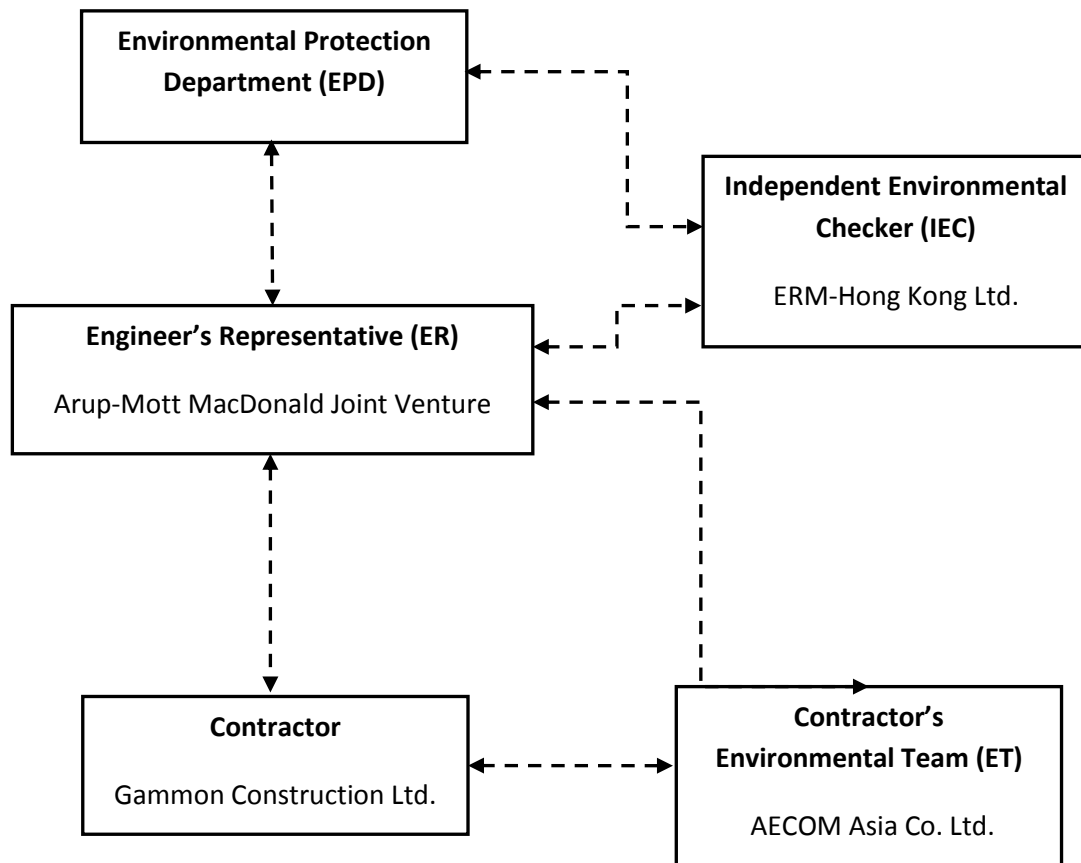 Environmental Protection
Department (EPD)
Independent Environmental
Checker (IEC)
ERM-Hong Kong Ltd.
Engineer’s Representative (ER)
Arup-Mott MacDonald Joint Venture
Contractor
Gammon Construction Ltd.
Contractor’s
Environmental Team (ET)
AECOM Asia Co. Ltd.